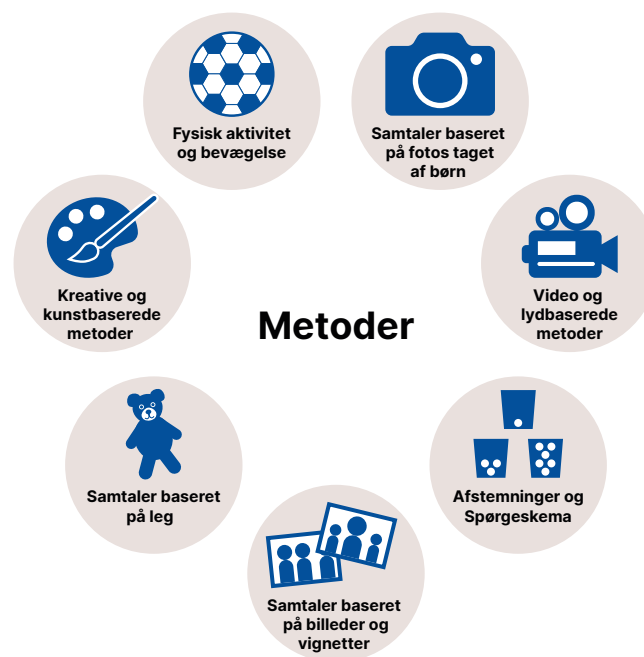 Fysisk aktivitet
og bevægelse
Samtaler baseret
på fotos taget
af børn
Kreative og
kunstbaserede
metoder
Metoder
Video og
lydbaserede
metoder
Samtaler baseret
på leg
Afstemninger og
Spørgeskema
Samtaler baseret
på billeder og
vignetter